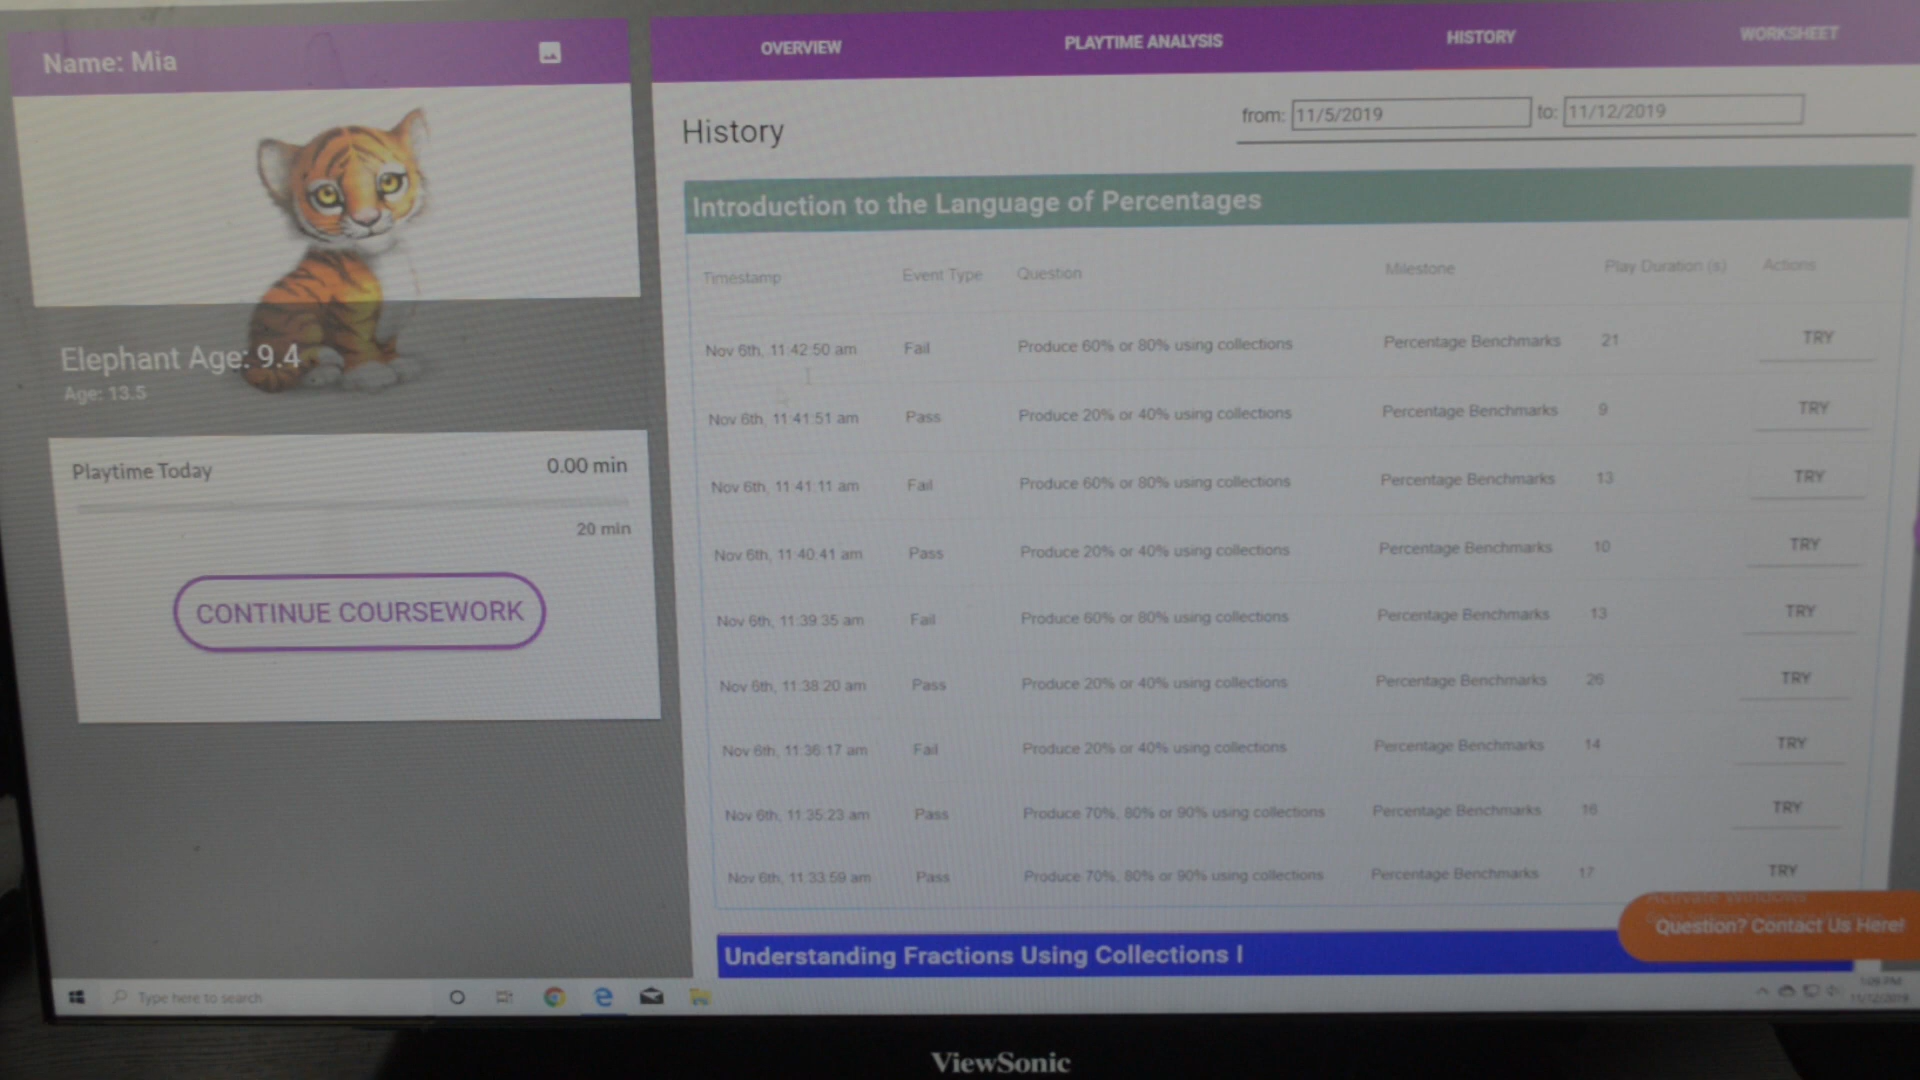 Name: Mia
OVERVIEW PLAYTIME ANALYSIS HISTORY WORKSHEET
History
from: 11/5/2019 to: 11/12/2019
Introduction to the Language of Percentages
Timestamp Event Type Question Milestone Play Duration (s) Actions
Nov 6th, 11:42:50 am Fail Produce 60% or 80% using collections Percentage Benchmarks 21 TRY
Nov 6th, 11:41:51 am Pass Produce 20% or 40% using collections Percentage Benchmarks 9 TRY
Nov 6th, 11:41:11 am Fail Produce 60% or 80% using collections Percentage Benchmarks 13 TRY
Nov 6th, 11:40:41 am Pass Produce 20% or 40% using collections Percentage Benchmarks 10 TRY
Nov 6th, 11:39:35 am Fail Produce 60% or 80% using collections Percentage Benchmarks 13 TRY
Nov 6th, 11:38:20 am Pass Produce 20% or 40% using collections Percentage Benchmarks 26 TRY
Nov 6th, 11:36:17 am Fail Produce 20% or 40% using collections Percentage Benchmarks 14 TRY
Nov 6th, 11:35:23 am Pass Produce 70%, 80% or 90% using collections Percentage Benchmarks 16 TRY
Nov 6th, 11:33:59 am Pass Produce 70%, 80% or 90% using collections Percentage Benchmarks 17 TRY
Understanding Fractions Using Collections I
Elephant Age: 9.4
Age: 13.5
Playtime Today 0.00 min
20 min
CONTINUE COURSEWORK
Activate Windows
Question? Contact Us Here!
Type here to search
11/12/2019
ViewSonic